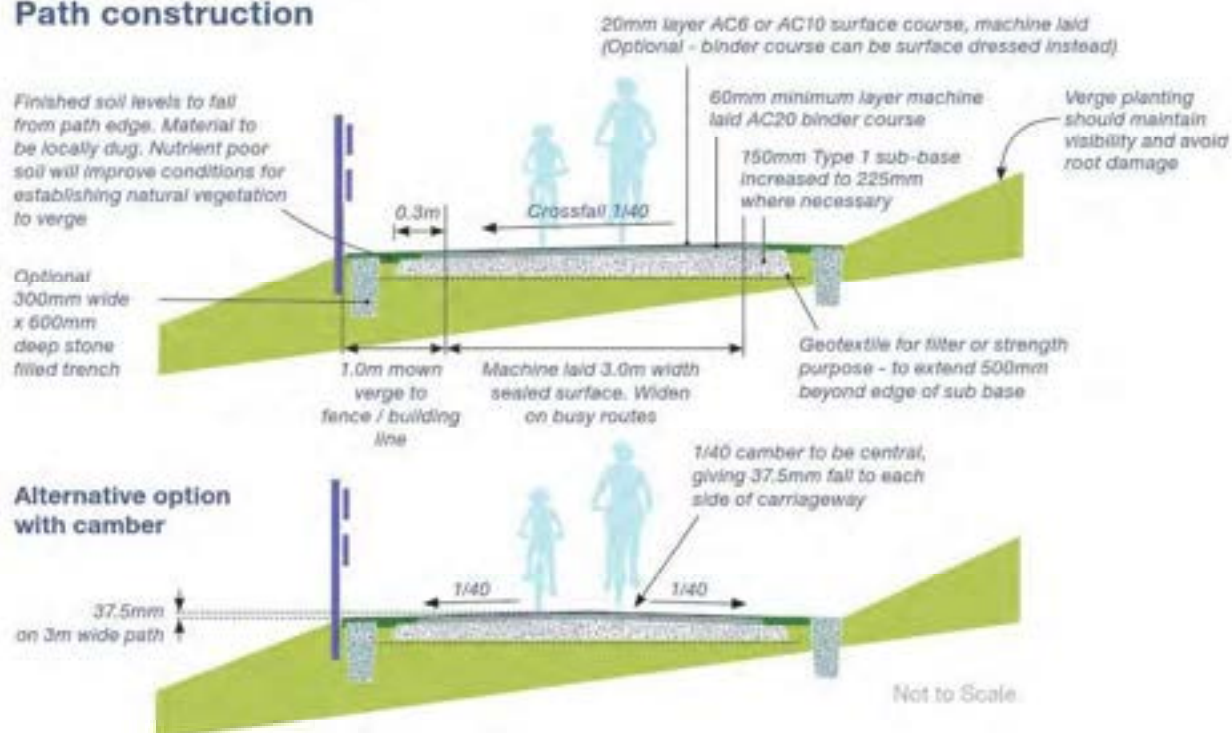 Path construction
20mm layer AC6 or AC10 surface course, machine laid
(Optional - binder course can be surface dressed instead)
Finished soil levels to fall
from path edge. Material to
be locally dug. Nutrient poor
soil will improve conditions for
establishing natural vegetation
to verge
60mm minimum layer machine
laid AC20 binder course
Verge planting
should maintain
visibility and avoid
root damage
150mm Type 1 sub-base
increased to 225mm
where necessary
0.3m
Crossfall 1/40
Optional
300mm wide
x 600mm
deep stone
filled trench
1.0m mown
verge to
fence / building
line
Machine laid 3.0m width
sealed surface. Widen
on busy routes
Geotextile for filter or strength
purpose - to extend 500mm
beyond edge of sub base
Alternative option
with camber
1/40 camber to be central,
giving 37.5mm fall to each
side of carriageway
1/40
1/40
37.5mm
on 3m wide path
Not to Scale